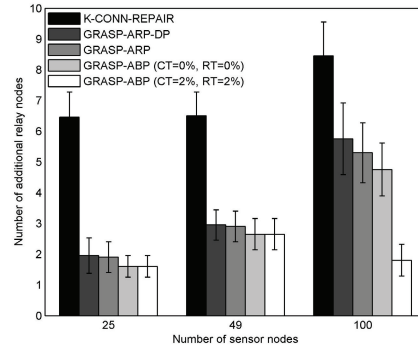 10
9
8
7
6
5
4
3
2
1
0
Number of additional relay nodes
K-CONN-REPAIR
GRASP-ARP-DP
GRASP-ARP
GRASP-ABP (CT=0%, RT=0%)
GRASP-ABP (CT=2%, RT=2%)
25
49
100
Number of sensor nodes